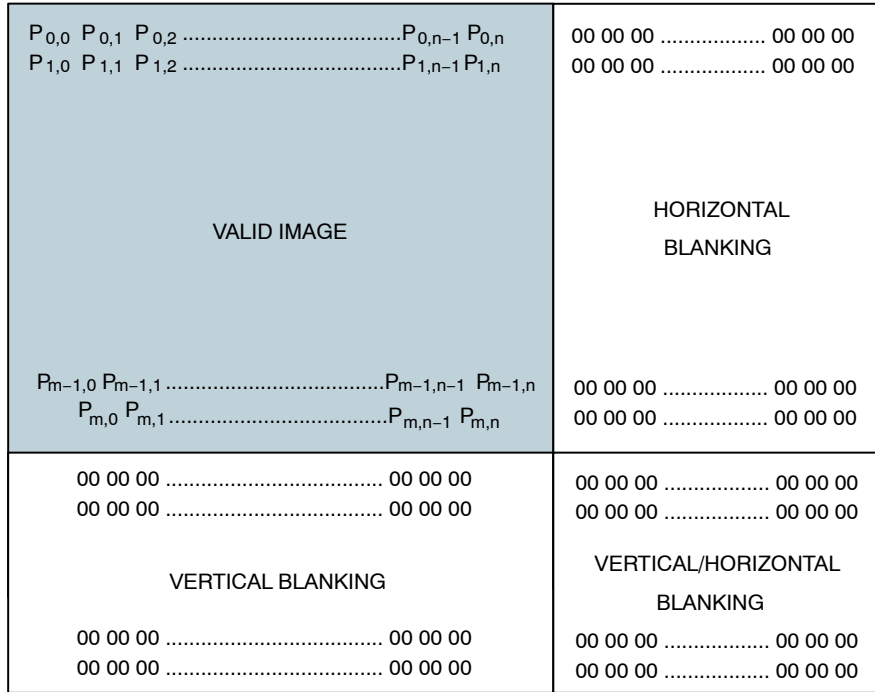 P0,0 P0,1 P0,2 ......................................P0,n−1 P0,n
P1,0 P1,1 P1,2 ......................................P1,n−1 P1,n
VALID IMAGE
Pm−1,0 Pm−1,1 ......................................Pm−1,n−1 Pm−1,n
Pm,0 Pm,1 ......................................Pm,n−1 Pm,n
00 00 00 .................. 00 00 00
00 00 00 .................. 00 00 00
HORIZONTAL
BLANKING
00 00 00 .................. 00 00 00
00 00 00 .................. 00 00 00
00 00 00 ..................................... 00 00 00
00 00 00 ..................................... 00 00 00
VERTICAL BLANKING
00 00 00 ..................................... 00 00 00
00 00 00 ..................................... 00 00 00
00 00 00 .................. 00 00 00
00 00 00 .................. 00 00 00
VERTICAL/HORIZONTAL
BLANKING
00 00 00 .................. 00 00 00
00 00 00 .................. 00 00 00